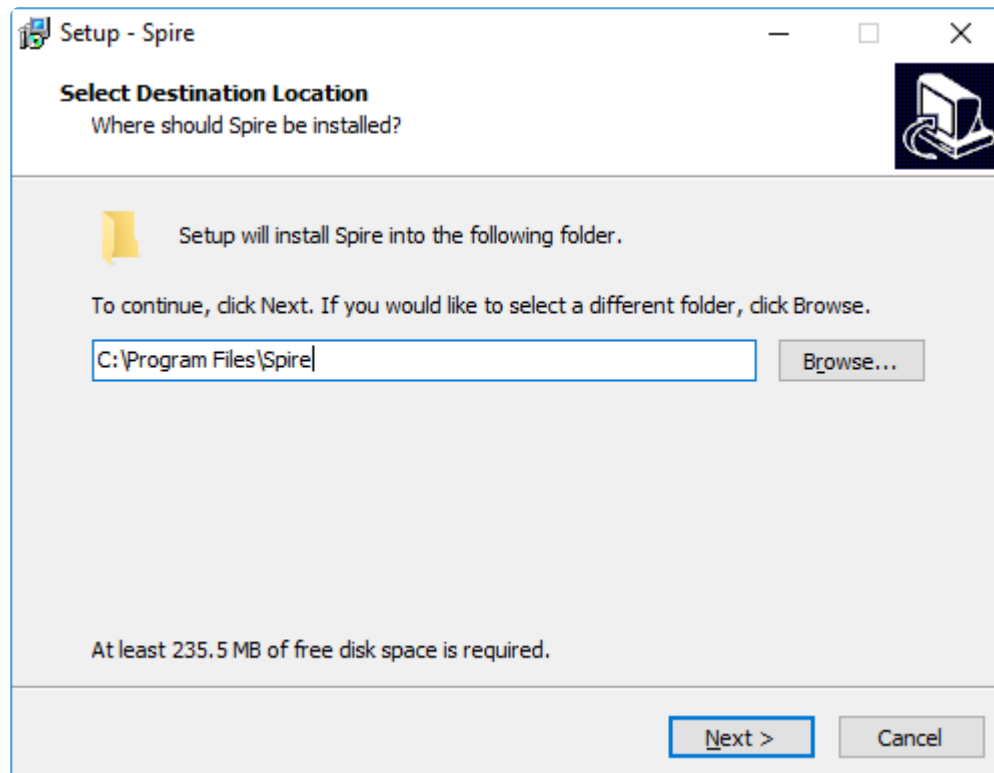 Setup - Spire
Select Destination Location
Where should Spire be installed?
Setup will install Spire into the following folder.
To continue, click Next. If you would like to select a different folder, click Browse.
C:\Program Files\Spire
Browse...
At least 235.5 MB of free disk space is required.
Next >
Cancel